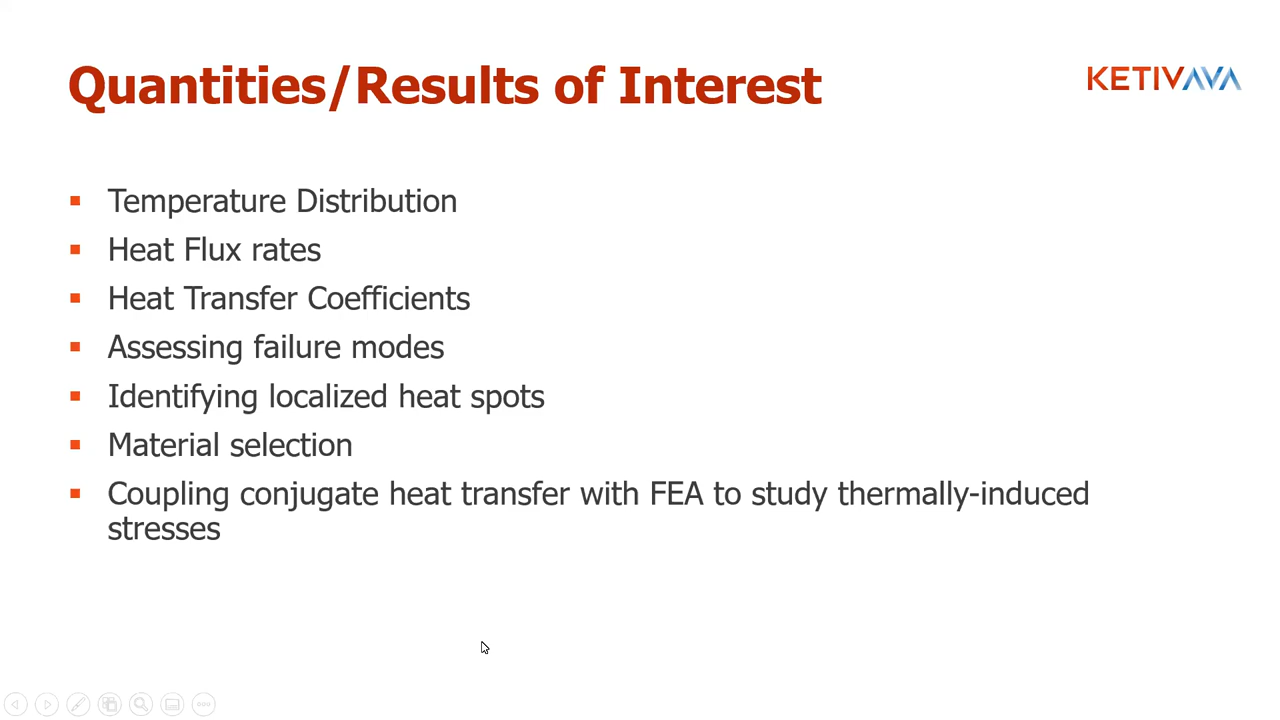 Quantities/Results of Interest
KETIVAVA
Temperature Distribution
Heat Flux rates
Heat Transfer Coefficients
Assessing failure modes
Identifying localized heat spots
Material selection
Coupling conjugate heat transfer with FEA to study thermally-induced
stresses